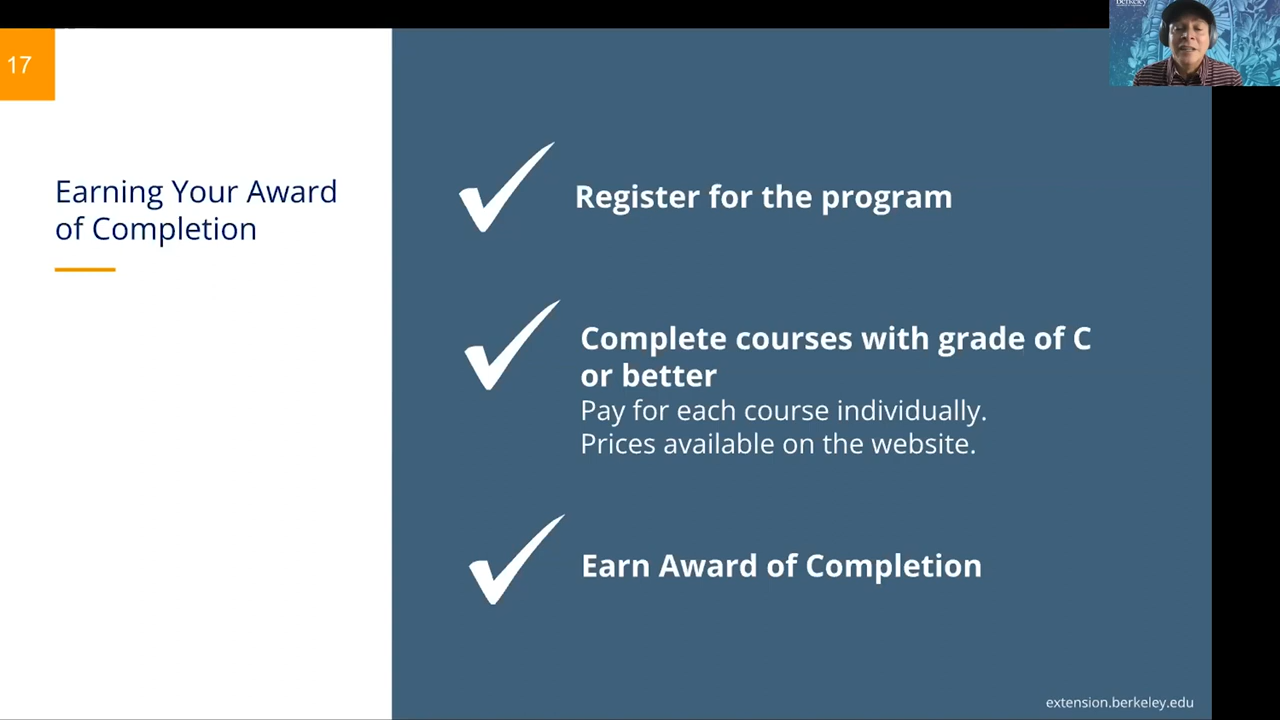 17
Earning Your Award
of Completion
Register for the program
Complete courses with grade of C
or better
Pay for each course individually.
Prices available on the website.
Earn Award of Completion
extension.berkeley.edu
Berkeley